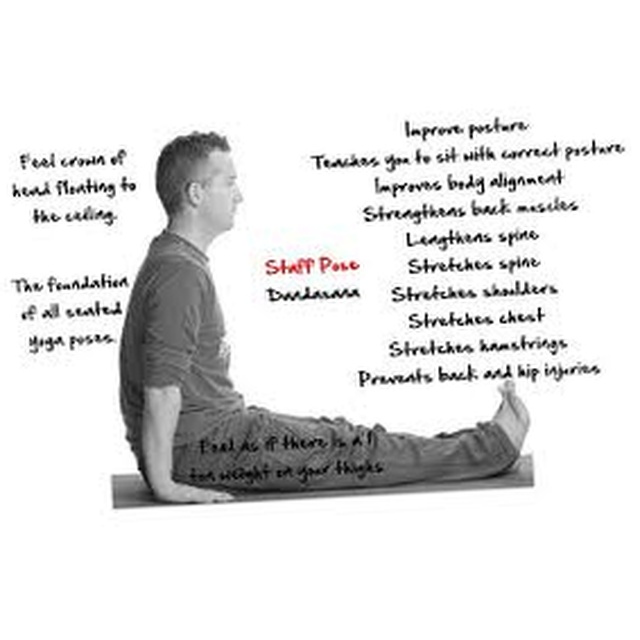 Feel crown of
head floating to
the ceiling.
The foundation
of all seated
yoga poses.
Staff Pose
Dandasana
Improve posture
Teaches you to sit with correct posture
Improves body alignment
Strengthens back muscles
Lengthens spine
Stretches spine
Stretches shoulders
Stretches chest
Stretches hamstrings
Prevents back and hip injuries
Feel as if there is a 1
ton weight on your thighs